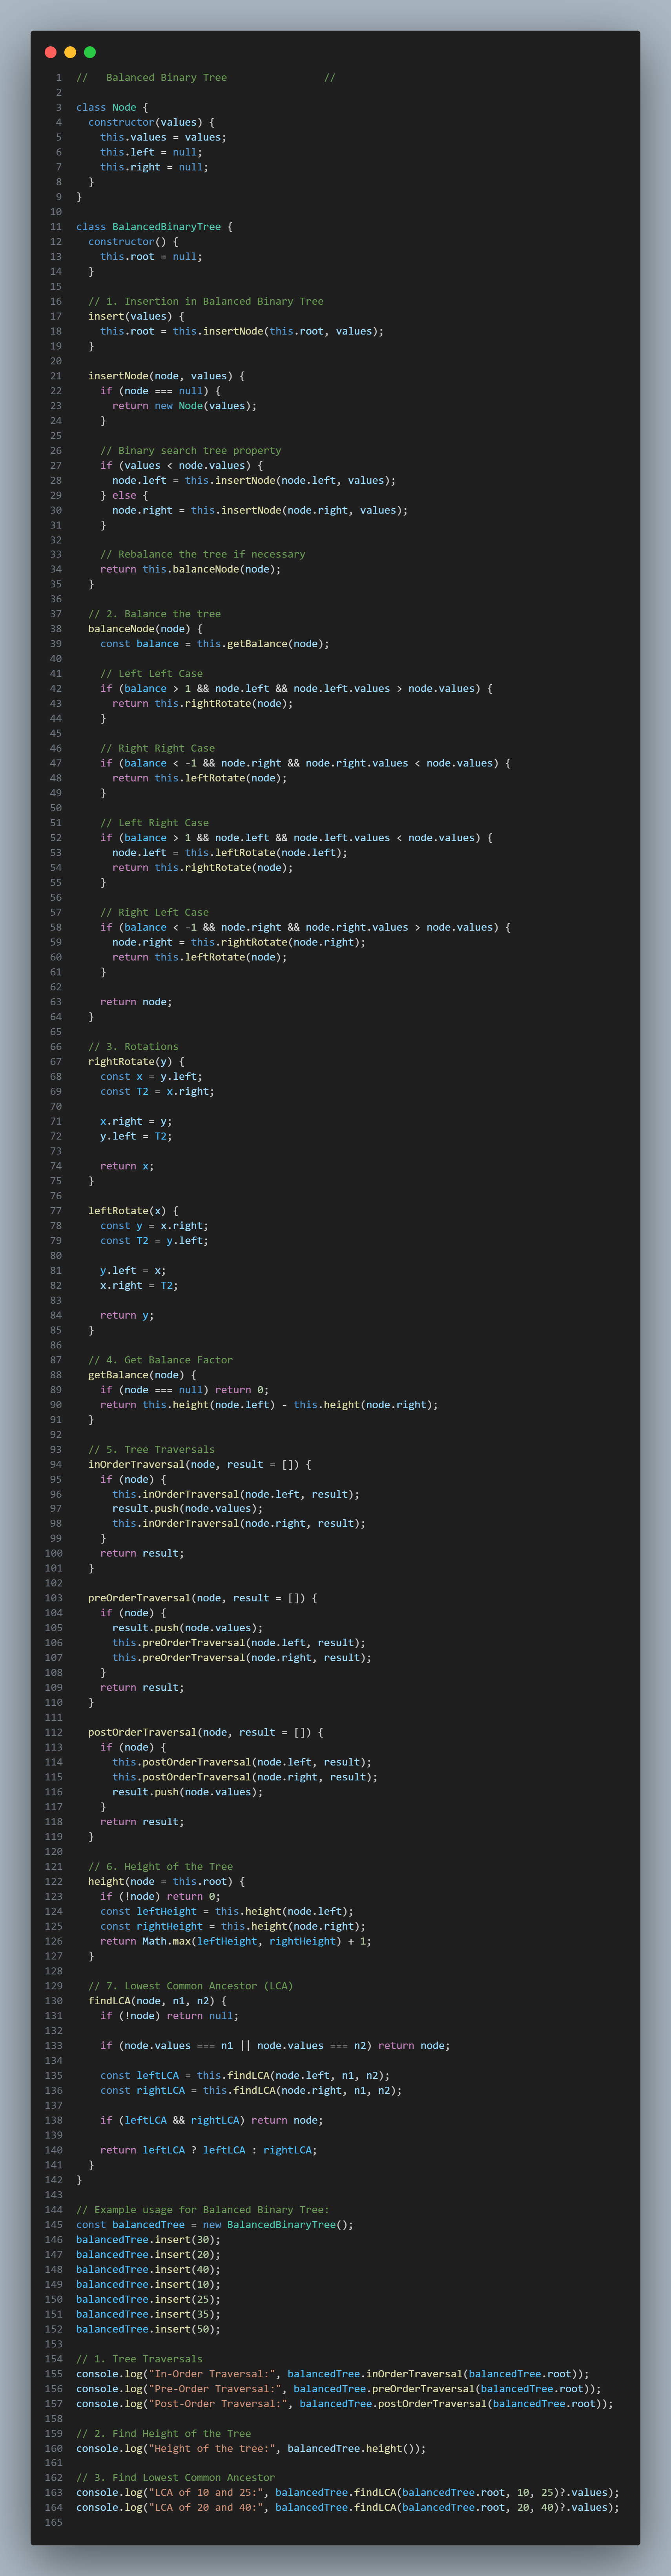 1 //   Balanced Binary Tree                //
2
3 class Node {
4   constructor(values) {
5     this.values = values;
6     this.left = null;
7     this.right = null;
8   }
9 }
10
11 class BalancedBinaryTree {
12   constructor() {
13     this.root = null;
14   }
15
16   // 1. Insertion in Balanced Binary Tree
17   insert(values) {
18     this.root = this.insertNode(this.root, values);
19   }
20
21   insertNode(node, values) {
22     if (node === null) {
23       return new Node(values);
24     }
25
26     // Binary search tree property
27     if (values < node.values) {
28       node.left = this.insertNode(node.left, values);
29     } else {
30       node.right = this.insertNode(node.right, values);
31     }
32
33     // Rebalance the tree if necessary
34     return this.balanceNode(node);
35   }
36
37   // 2. Balance the tree
38   balanceNode(node) {
39     const balance = this.getBalance(node);
40
41     // Left Left Case
42     if (balance > 1 && node.left && node.left.values > node.values) {
43       return this.rightRotate(node);
44     }
45
46     // Right Right Case
47     if (balance < -1 && node.right && node.right.values < node.values) {
48       return this.leftRotate(node);
49     }
50
51     // Left Right Case
52     if (balance > 1 && node.left && node.left.values < node.values) {
53       node.left = this.leftRotate(node.left);
54       return this.rightRotate(node);
55     }
56
57     // Right Left Case
58     if (balance < -1 && node.right && node.right.values > node.values) {
59       node.right = this.rightRotate(node.right);
60       return this.leftRotate(node);
61     }
62
63     return node;
64   }
65
66   // 3. Rotations
67   rightRotate(y) {
68     const x = y.left;
69     const T2 = x.right;
70
71     x.right = y;
72     y.left = T2;
73
74     return x;
75   }
76
77   leftRotate(x) {
78     const y = x.right;
79     const T2 = y.left;
80
81     y.left = x;
82     x.right = T2;
83
84     return y;
85   }
86
87   // 4. Get Balance Factor
88   getBalance(node) {
89     if (node === null) return 0;
90     return this.height(node.left) - this.height(node.right);
91   }
92
93   // 5. Tree Traversals
94   inOrderTraversal(node, result = []) {
95     if (node) {
96       this.inOrderTraversal(node.left, result);
97       result.push(node.values);
98       this.inOrderTraversal(node.right, result);
99     }
100     return result;
101   }
102
103   preOrderTraversal(node, result = []) {
104     if (node) {
105       result.push(node.values);
106       this.preOrderTraversal(node.left, result);
107       this.preOrderTraversal(node.right, result);
108     }
109     return result;
110   }
111
112   postOrderTraversal(node, result = []) {
113     if (node) {
114       this.postOrderTraversal(node.left, result);
115       this.postOrderTraversal(node.right, result);
116       result.push(node.values);
117     }
118     return result;
119   }
120
121   // 6. Height of the Tree
122   height(node = this.root) {
123     if (!node) return 0;
124     const leftHeight = this.height(node.left);
125     const rightHeight = this.height(node.right);
126     return Math.max(leftHeight, rightHeight) + 1;
127   }
128
129   // 7. Lowest Common Ancestor (LCA)
130   findLCA(node, n1, n2) {
131     if (!node) return null;
132
133     if (node.values === n1 || node.values === n2) return node;
134
135     const leftLCA = this.findLCA(node.left, n1, n2);
136     const rightLCA = this.findLCA(node.right, n1, n2);
137
138     if (leftLCA && rightLCA) return node;
139
140     return leftLCA ? leftLCA : rightLCA;
141   }
142 }
143
144 // Example usage for Balanced Binary Tree:
145 const balancedTree = new BalancedBinaryTree();
146 balancedTree.insert(30);
147 balancedTree.insert(20);
148 balancedTree.insert(40);
149 balancedTree.insert(10);
150 balancedTree.insert(25);
151 balancedTree.insert(35);
152 balancedTree.insert(50);
153
154 // 1. Tree Traversals
155 console.log("In-Order Traversal:", balancedTree.inOrderTraversal(balancedTree.root));
156 console.log("Pre-Order Traversal:", balancedTree.preOrderTraversal(balancedTree.root));
157 console.log("Post-Order Traversal:", balancedTree.postOrderTraversal(balancedTree.root));
158
159 // 2. Find Height of the Tree
160 console.log("Height of the tree:", balancedTree.height());
161
162 // 3. Find Lowest Common Ancestor
163 console.log("LCA of 10 and 25:", balancedTree.findLCA(balancedTree.root, 10, 25)?.values);
164 console.log("LCA of 20 and 40:", balancedTree.findLCA(balancedTree.root, 20, 40)?.values);
165